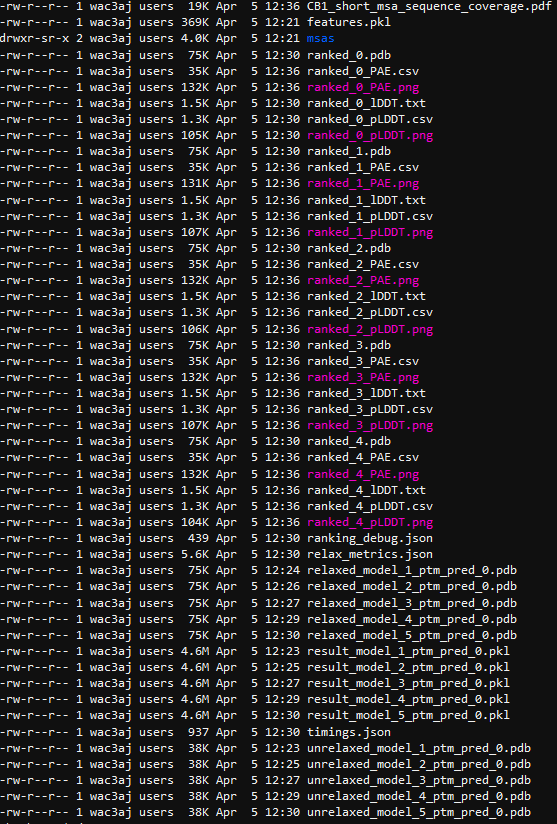 -rw-r--r-- 1 wac3aj users 19K Apr 5 12:36 CB1_short_msa_sequence_coverage.pdf
-rw-r--r-- 1 wac3aj users 369K Apr 5 12:21 features.pkl
drwxr-sr-x 2 wac3aj users 4.0K Apr 5 12:21 msas
-rw-r--r-- 1 wac3aj users 75K Apr 5 12:30 ranked_0.pdb
-rw-r--r-- 1 wac3aj users 35K Apr 5 12:36 ranked_0_PAE.csv
-rw-r--r-- 1 wac3aj users 132K Apr 5 12:36 ranked_0_PAE.png
-rw-r--r-- 1 wac3aj users 1.5K Apr 5 12:30 ranked_0_lDDT.txt
-rw-r--r-- 1 wac3aj users 1.3K Apr 5 12:30 ranked_0_pLDDT.csv
-rw-r--r-- 1 wac3aj users 105K Apr 5 12:30 ranked_0_pLDDT.png
-rw-r--r-- 1 wac3aj users 75K Apr 5 12:30 ranked_1.pdb
-rw-r--r-- 1 wac3aj users 35K Apr 5 12:36 ranked_1_PAE.csv
-rw-r--r-- 1 wac3aj users 131K Apr 5 12:36 ranked_1_PAE.png
-rw-r--r-- 1 wac3aj users 1.5K Apr 5 12:36 ranked_1_lDDT.txt
-rw-r--r-- 1 wac3aj users 1.3K Apr 5 12:36 ranked_1_pLDDT.csv
-rw-r--r-- 1 wac3aj users 107K Apr 5 12:36 ranked_1_pLDDT.png
-rw-r--r-- 1 wac3aj users 75K Apr 5 12:30 ranked_2.pdb
-rw-r--r-- 1 wac3aj users 35K Apr 5 12:36 ranked_2_PAE.csv
-rw-r--r-- 1 wac3aj users 132K Apr 5 12:36 ranked_2_PAE.png
-rw-r--r-- 1 wac3aj users 1.5K Apr 5 12:36 ranked_2_lDDT.txt
-rw-r--r-- 1 wac3aj users 1.3K Apr 5 12:36 ranked_2_pLDDT.csv
-rw-r--r-- 1 wac3aj users 106K Apr 5 12:36 ranked_2_pLDDT.png
-rw-r--r-- 1 wac3aj users 75K Apr 5 12:30 ranked_3.pdb
-rw-r--r-- 1 wac3aj users 35K Apr 5 12:36 ranked_3_PAE.csv
-rw-r--r-- 1 wac3aj users 132K Apr 5 12:36 ranked_3_PAE.png
-rw-r--r-- 1 wac3aj users 1.5K Apr 5 12:36 ranked_3_lDDT.txt
-rw-r--r-- 1 wac3aj users 1.3K Apr 5 12:36 ranked_3_pLDDT.csv
-rw-r--r-- 1 wac3aj users 107K Apr 5 12:36 ranked_3_pLDDT.png
-rw-r--r-- 1 wac3aj users 75K Apr 5 12:30 ranked_4.pdb
-rw-r--r-- 1 wac3aj users 35K Apr 5 12:36 ranked_4_PAE.csv
-rw-r--r-- 1 wac3aj users 132K Apr 5 12:36 ranked_4_PAE.png
-rw-r--r-- 1 wac3aj users 1.5K Apr 5 12:36 ranked_4_lDDT.txt
-rw-r--r-- 1 wac3aj users 1.3K Apr 5 12:36 ranked_4_pLDDT.csv
-rw-r--r-- 1 wac3aj users 104K Apr 5 12:36 ranked_4_pLDDT.png
-rw-r--r-- 1 wac3aj users 439 Apr 5 12:30 ranking_debug.json
-rw-r--r-- 1 wac3aj users 5.6K Apr 5 12:30 relax_metrics.json
-rw-r--r-- 1 wac3aj users 75K Apr 5 12:24 relaxed_model_1_ptm_pred_0.pdb
-rw-r--r-- 1 wac3aj users 75K Apr 5 12:26 relaxed_model_2_ptm_pred_0.pdb
-rw-r--r-- 1 wac3aj users 75K Apr 5 12:27 relaxed_model_3_ptm_pred_0.pdb
-rw-r--r-- 1 wac3aj users 75K Apr 5 12:29 relaxed_model_4_ptm_pred_0.pdb
-rw-r--r-- 1 wac3aj users 75K Apr 5 12:30 relaxed_model_5_ptm_pred_0.pdb
-rw-r--r-- 1 wac3aj users 4.6M Apr 5 12:23 result_model_1_ptm_pred_0.pkl
-rw-r--r-- 1 wac3aj users 4.6M Apr 5 12:25 result_model_2_ptm_pred_0.pkl
-rw-r--r-- 1 wac3aj users 4.6M Apr 5 12:27 result_model_3_ptm_pred_0.pkl
-rw-r--r-- 1 wac3aj users 4.6M Apr 5 12:29 result_model_4_ptm_pred_0.pkl
-rw-r--r-- 1 wac3aj users 4.6M Apr 5 12:30 result_model_5_ptm_pred_0.pkl
-rw-r--r-- 1 wac3aj users 937 Apr 5 12:30 timings.json
-rw-r--r-- 1 wac3aj users 38K Apr 5 12:23 unrelaxed_model_1_ptm_pred_0.pdb
-rw-r--r-- 1 wac3aj users 38K Apr 5 12:25 unrelaxed_model_2_ptm_pred_0.pdb
-rw-r--r-- 1 wac3aj users 38K Apr 5 12:27 unrelaxed_model_3_ptm_pred_0.pdb
-rw-r--r-- 1 wac3aj users 38K Apr 5 12:29 unrelaxed_model_4_ptm_pred_0.pdb
-rw-r--r-- 1 wac3aj users 38K Apr 5 12:30 unrelaxed_model_5_ptm_pred_0.pdb